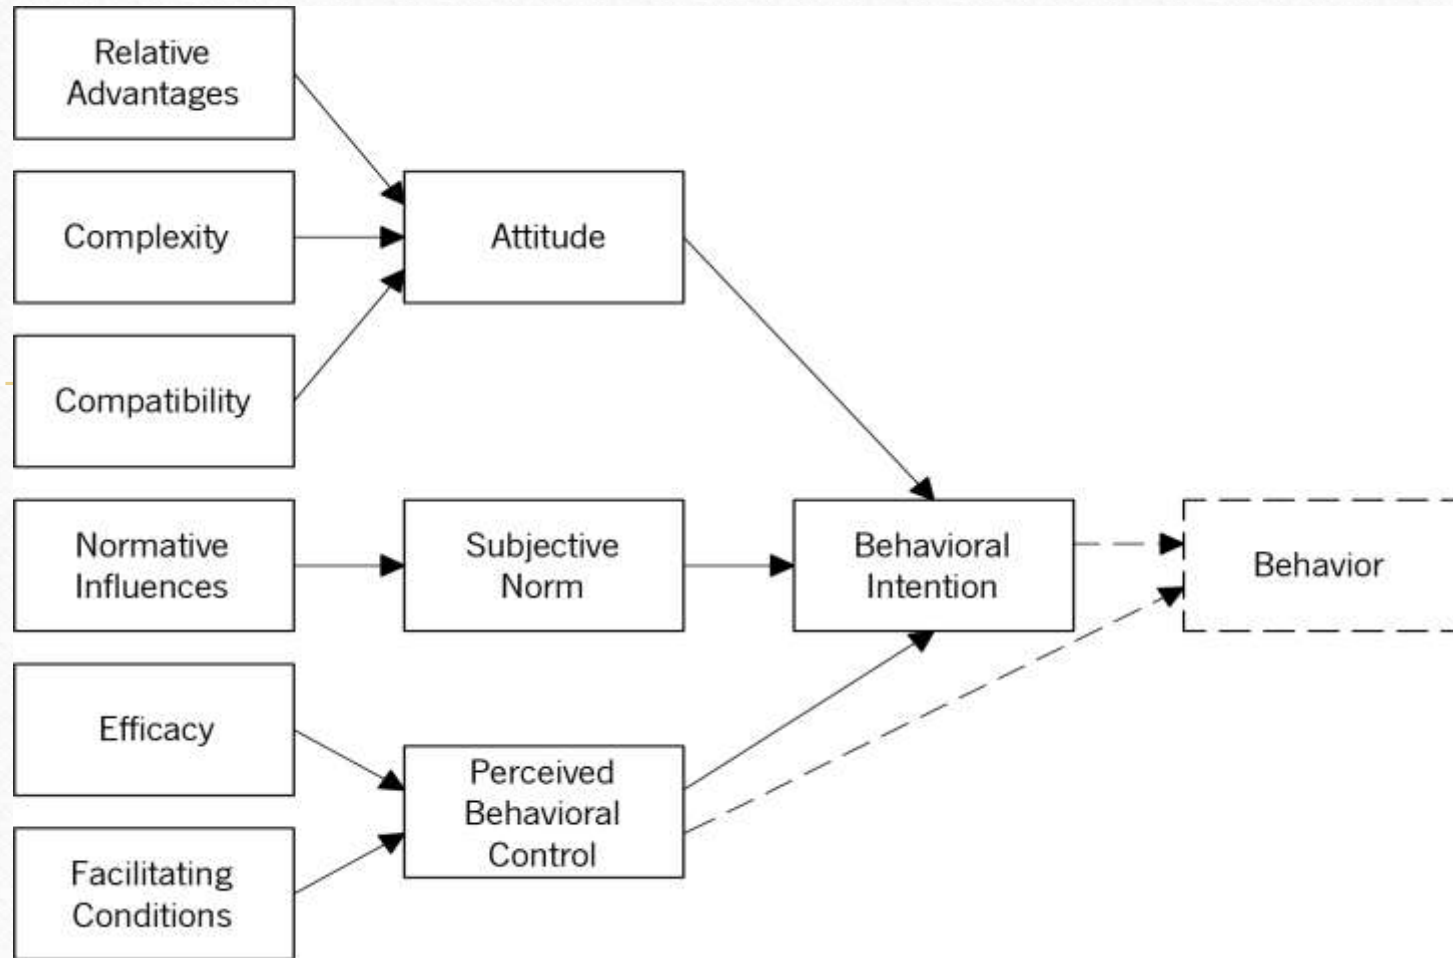 Relative
Advantages
Complexity
Attitude
Compatibility
Normative
Influences
Subjective
Norm
Behavioral
Intention
Behavior
Efficacy
Perceived
Behavioral
Control
Facilitating
Conditions